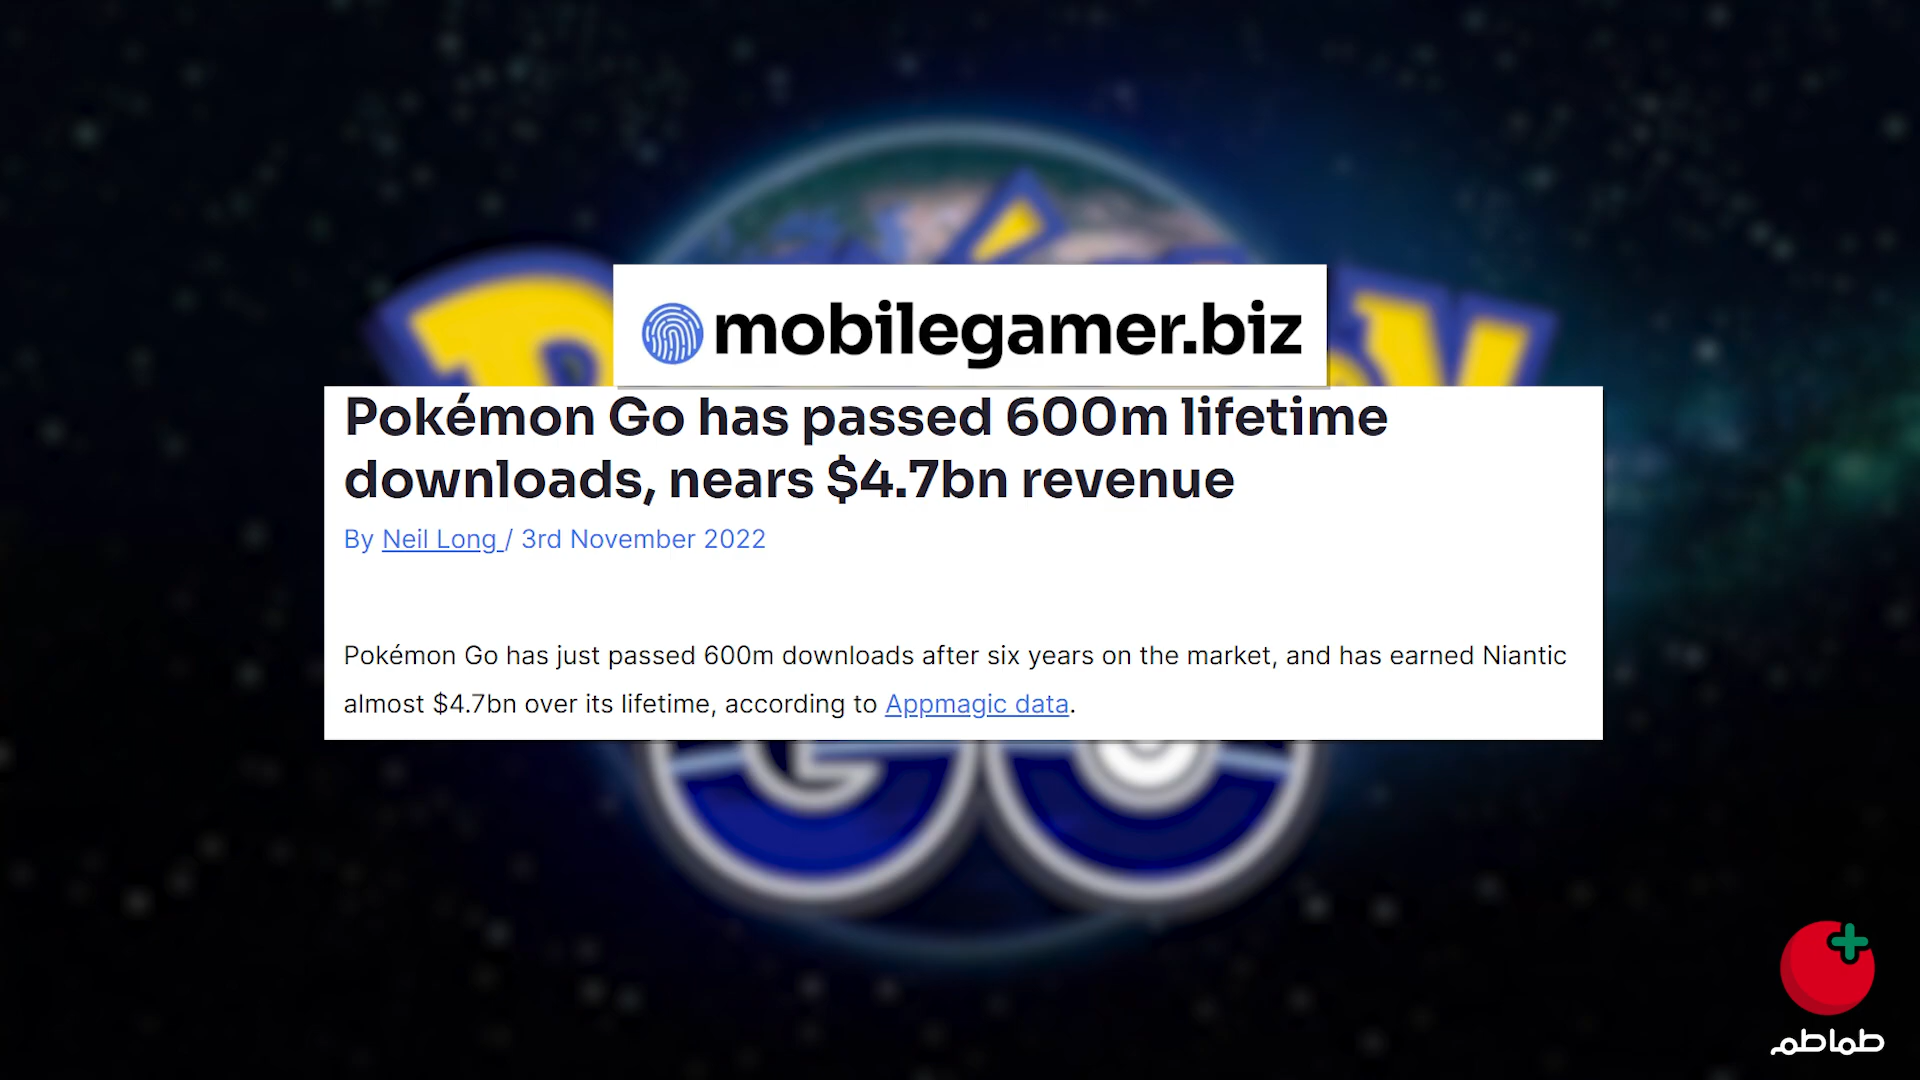 mobilegamer.biz
Pokémon Go has passed 600m lifetime
downloads, nears $4.7bn revenue
By Neil Long / 3rd November 2022
Pokémon Go has just passed 600m downloads after six years on the market, and has earned Niantic
almost $4.7bn over its lifetime, according to Appmagic data.
GO
طماطم